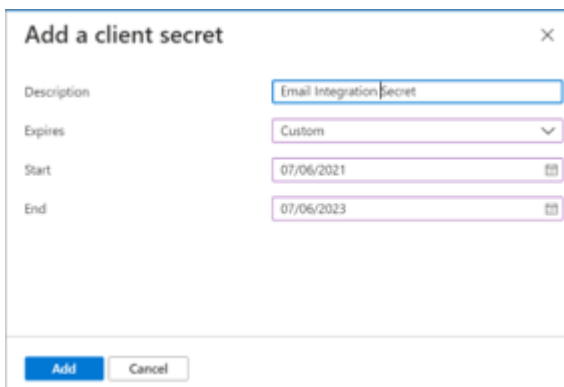 Add a client secret
Description Email Integration Secret
Expires Custom
Start 07/06/2021
End 07/06/2023
Add Cancel